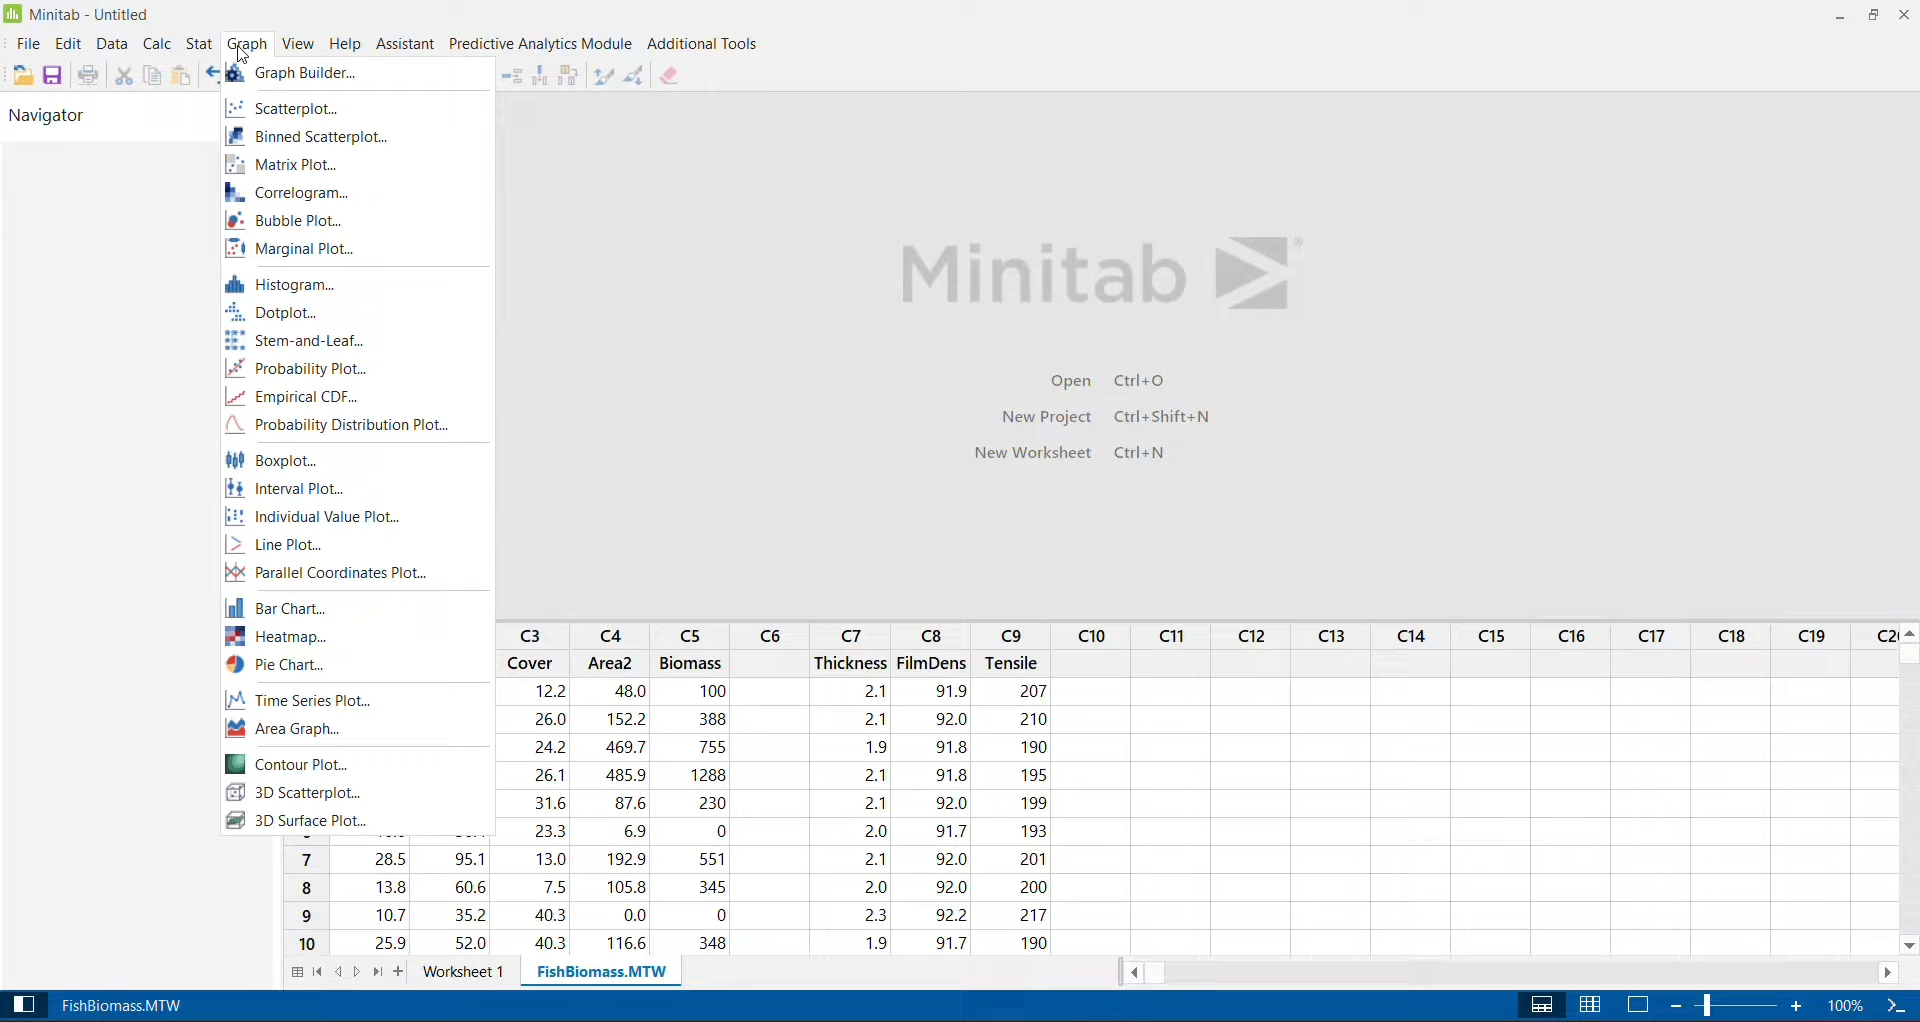 Minitab - Untitled
File Edit Data Calc Stat Graph View Help Assistant Predictive Analytics Module Additional Tools
Navigator
Graph Builder...
Scatterplot...
Binned Scatterplot...
Matrix Plot...
Correlogram...
Bubble Plot...
Marginal Plot...
Histogram...
Dotplot...
Stem-and-Leaf...
Probability Plot...
Empirical CDF...
Probability Distribution Plot...
Boxplot...
Interval Plot...
Individual Value Plot...
Line Plot...
Parallel Coordinates Plot...
Bar Chart...
Heatmap...
Pie Chart...
Time Series Plot...
Area Graph...
Contour Plot...
3D Scatterplot...
3D Surface Plot...
Minitab ®
Open Ctrl+O
New Project Ctrl+Shift+N
New Worksheet Ctrl+N
C3 C4 C5 C6 C7 C8 C9 C10 C11 C12 C13 C14 C15 C16 C17 C18 C19
Cover Area2 Biomass Thickness FilmDens Tensile
12.2 48.0 100 2.1 91.9 207
26.0 152.2 388 2.1 92.0 210
24.2 469.7 755 1.9 91.8 190
26.1 485.9 1288 2.1 91.8 195
31.6 87.6 230 2.1 92.0 199
23.3 6.9 0 2.0 91.7 193
7 28.5 95.1 13.0 192.9 551 2.1 92.0 201
8 13.8 60.6 7.5 105.8 345 2.0 92.0 200
9 10.7 35.2 40.3 0.0 0 2.3 92.2 217
10 25.9 52.0 40.3 116.6 348 1.9 91.7 190
Worksheet 1 FishBiomass.MTW
FishBiomass.MTW 100%